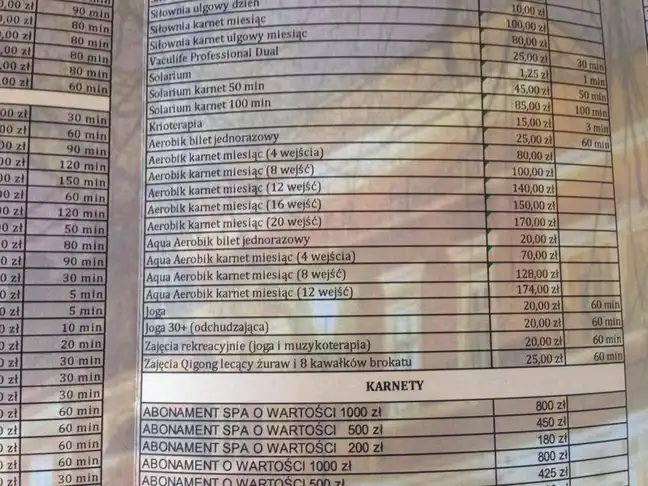 90 min
80 min
80 min
80 min
80 min
60 min
30 min
60 min
90 min
120 min
150 min
60 min
120 min
50 min
80 min
90 min
30 min
5 min
5 min
10 min
20 min
30 min
30 min
30 min
60 min
60 min
60 min
60 min
30 min
Siłownia ulgowy dzień 10,00 zł
Siłownia karnet miesiąc 100,00 zł
Siłownia karnet ulgowy miesiąc 80,00 zł
Vaculife Professional Dual 25,00 zł 30 min
Solarium 1,25 zł 1 min
Solarium karnet 50 min 45,00 zł 50 min
Solarium karnet 100 min 85,00 zł 100 min
Krioterapia 15,00 zł 3 min
Aerobik bilet jednorazowy 25,00 zł 60 min
Aerobik karnet miesiąc (4 wejścia) 80,00 zł
Aerobik karnet miesiąc (8 wejść) 100,00 zł
Aerobik karnet miesiąc (12 wejść) 140,00 zł
Aerobik karnet miesiąc (16 wejść) 150,00 zł
Aerobik karnet miesiąc (20 wejść) 170,00 zł
Aqua Aerobik bilet jednorazowy 20,00 zł
Aqua Aerobik karnet miesiąc (4 wejścia) 70,00 zł
Aqua Aerobik karnet miesiąc (8 wejść) 128,00 zł
Aqua Aerobik karnet miesiąc (12 wejść) 174,00 zł
Joga 20,00 zł 60 min
Joga 30+ (odchudzająca) 20,00 zł 60 min
Zajęcia rekreacyjne (joga i muzykoterapia) 20,00 zł 60 min
Zajęcia Qigong lecący żuraw i 8 kawałków brokatu 25,00 zł 60 min
KARNETY
ABONAMENT SPA O WARTOŚCI 1000 zł 800 zł
ABONAMENT SPA O WARTOŚCI 500 zł 450 zł
ABONAMENT SPA O WARTOŚCI 200 zł 180 zł
ABONAMENT O WARTOŚCI 1000 zł 800 zł
ABONAMENT O WARTOŚCI 500 zł 425 zł